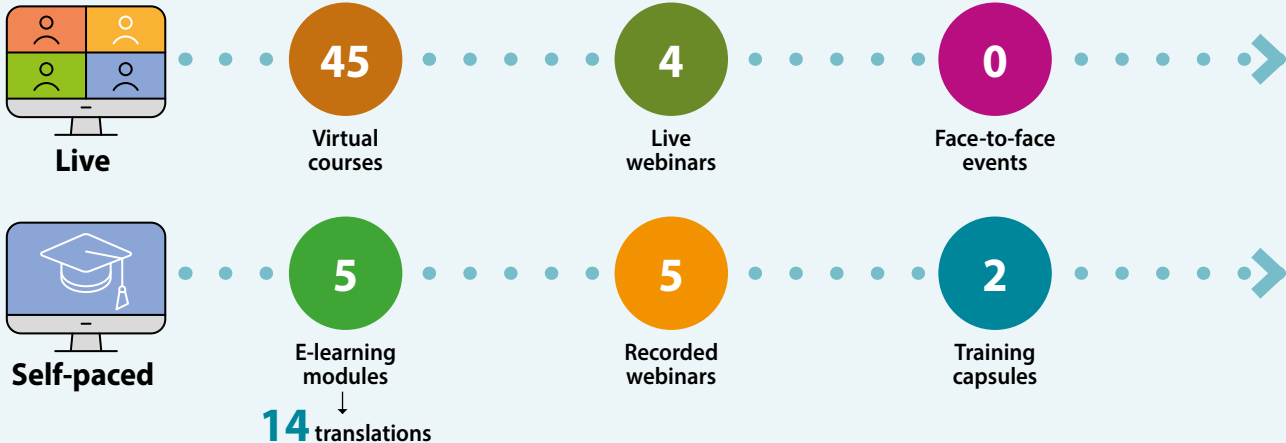 45
4
0
Virtual
courses
Live
webinars
Face-to-face
events
Live
5
5
2
E-learning
modules
Recorded
webinars
Training
capsules
Self-paced
14 translations